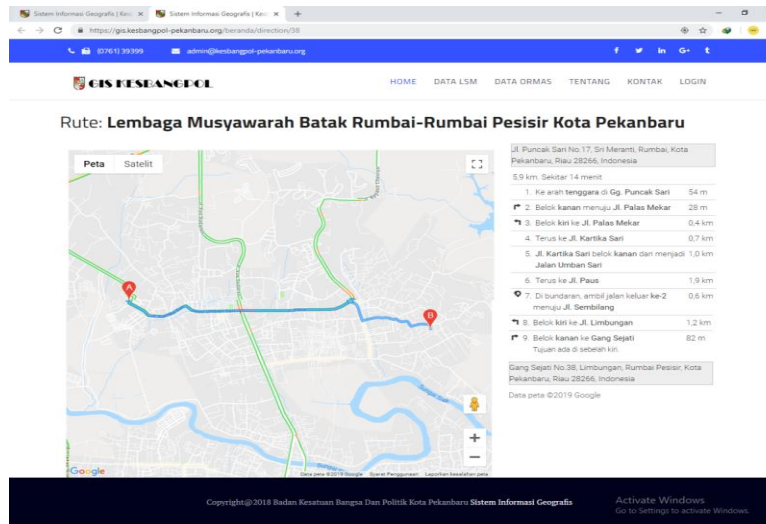 Sistem Informasi Geografis | Kes
Sistem Informasi Geografis | Kes
https://gis.kesbangpol-pekanbaru.org/beranda/direction/38
(0761) 39399
admin@kesbangpol-pekanbaru.org
GIS KESBANGPOL
HOME DATA LSM DATA ORMAS TENTANG KONTAK LOGIN
Rute: Lembaga Musyawarah Batak Rumbai-Rumbai Pesisir Kota Pekanbaru
Peta Satelit
A
B
Sungai Siak
Google
Data peta ©2019 Google Syarat Penggunaan Laporkan kesalahan peta
Jl. Puncak Sari No.17, Sri Meranti, Rumbai, Kota
Pekanbaru, Riau 28266, Indonesia
5,9 km. Sekitar 14 menit
1. Ke arah tenggara di Gg. Puncak Sari 54 m
2. Belok kanan menuju Jl. Palas Mekar 28 m
3. Belok kiri ke Jl. Palas Mekar 0,4 km
4. Terus ke Jl. Kartika Sari 0,7 km
5. Jl. Kartika Sari belok kanan dan menjadi 1,0 km
Jalan Umban Sari
6. Terus ke Jl. Paus 1,9 km
7. Di bundaran, ambil jalan keluar ke-2 0,6 km
menuju Jl. Sembilang
8. Belok kiri ke Jl. Limbungan 1,2 km
9. Belok kanan ke Gang Sejati 82 m
Tujuan ada di sebelah kiri.
Gang Sejati No.38, Limbungan, Rumbai Pesisir, Kota
Pekanbaru, Riau 28266, Indonesia
Data peta ©2019 Google
Copyright@2018 Badan Kesatuan Bangsa Dan Politik Kota Pekanbaru Sistem Informasi Geografis
Activate Windows
Go to Settings to activate Windows.